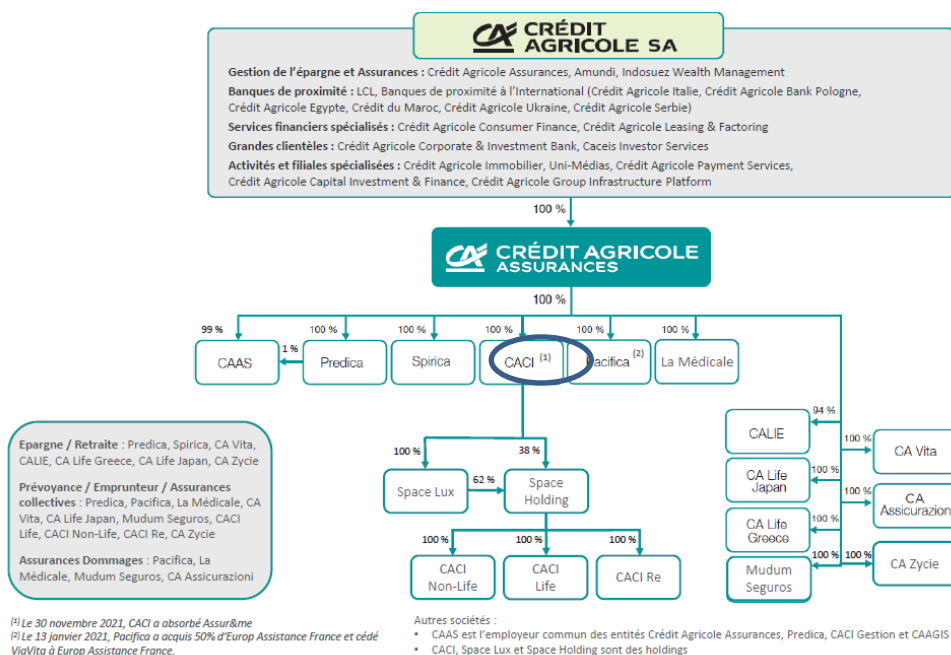 CA CRÉDIT
AGRICOLE SA
Gestion de l'épargne et Assurances : Crédit Agricole Assurances, Amundi, Indosuez Wealth Management
Banques de proximité : LCL, Banques de proximité à l'International (Crédit Agricole Italie, Crédit Agricole Bank Pologne,
Crédit Agricole Egypte, Crédit du Maroc, Crédit Agricole Ukraine, Crédit Agricole Serbie)
Services financiers spécialisés : Crédit Agricole Consumer Finance, Crédit Agricole Leasing & Factoring
Grandes clientèles : Crédit Agricole Corporate & Investment Bank, Caceis Investor Services
Activités et filiales spécialisées : Crédit Agricole Immobilier, Uni-Médias, Crédit Agricole Payment Services,
Crédit Agricole Capital Investment & Finance, Crédit Agricole Group Infrastructure Platform
100 %
CA CRÉDIT AGRICOLE
ASSURANCES
100 %
99 %
100 %
100 %
100 %
100 %
100 %
1 %
CAAS
Predica
Spirica
CACI (1)
Pacifica (2)
La Médicale
100 %
38 %
Space Lux
62 %
Space
Holding
100 %
100 %
100 %
CACI
Non-Life
CACI
Life
CACI Re
94 %
CALIE
100 %
CA Vita
100 %
CA Life
Japan
100 %
CA
Assicurazioni
100 %
CA Life
Greece
100 %
100 %
Mudum
Seguros
CA Zycie
Epargne / Retraite : Predica, Spirica, CA Vita,
CALIE, CA Life Greece, CA Life Japan, CA Zycie
Prévoyance / Emprunteur / Assurances
collectives : Predica, Pacifica, La Médicale, CA
Vita, CA Life Japan, Mudum Seguros, CACI
Life, CACI Non-Life, CACI Re, CA Zycie
Assurances Dommages : Pacifica, La
Médicale, Mudum Seguros, CA Assicurazioni
(1) Le 30 novembre 2021, CACI a absorbé Assur&me
(2) Le 13 janvier 2021, Pacifica a acquis 50% d'Europ Assistance France et cédé
ViaVita à Europ Assistance France.
Autres sociétés :
• CAAS est l'employeur commun des entités Crédit Agricole Assurances, Predica, CACI Gestion et CAAGIS
• CACI, Space Lux et Space Holding sont des holdings